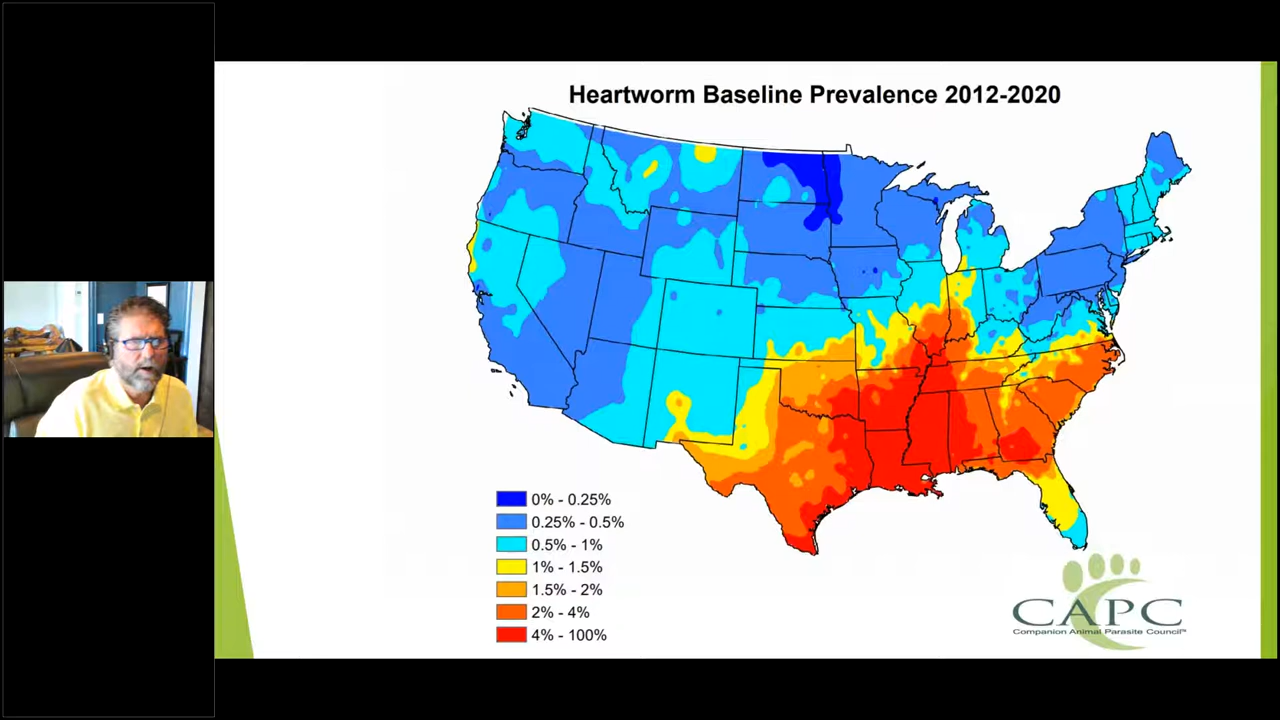 Heartworm Baseline Prevalence 2012-2020
0% - 0.25%
0.25% - 0.5%
0.5% - 1%
1% - 1.5%
1.5% - 2%
2% - 4%
4% - 100%
CAPC
Companion Animal Parasite Council™